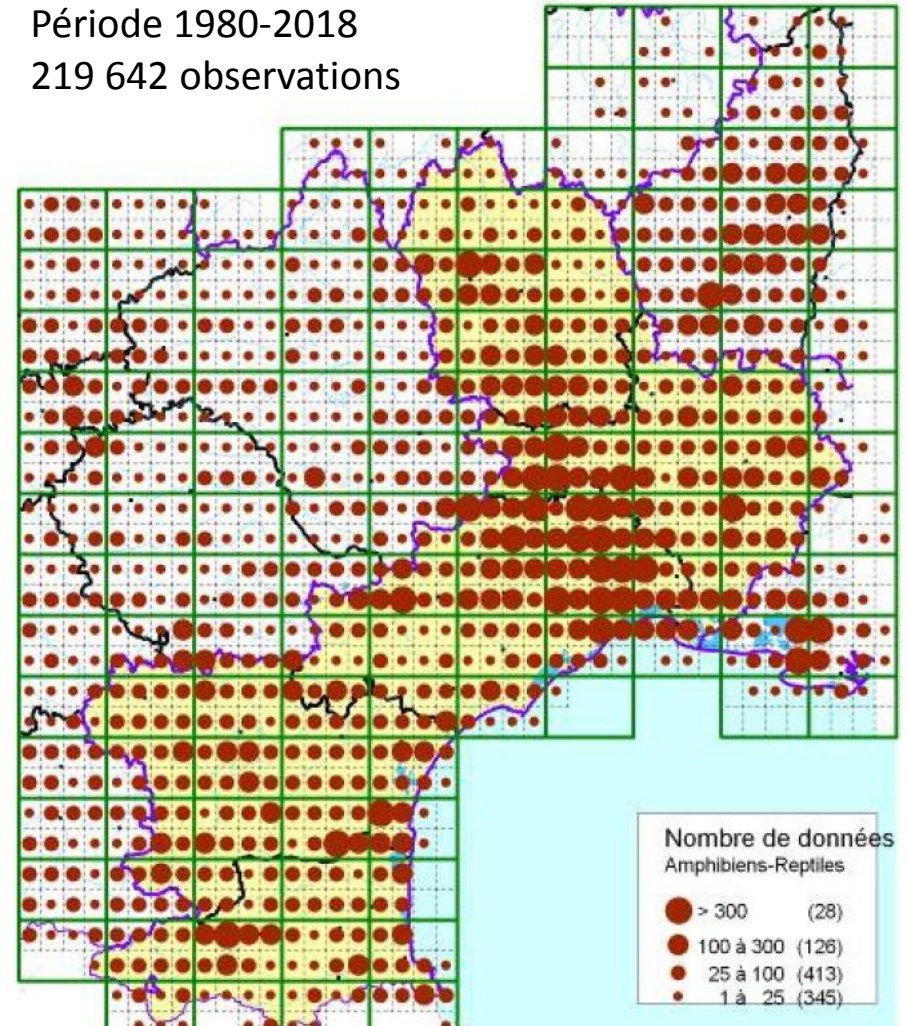 Période 1980-2018
219 642 observations
Nombre de données
Amphibiens-Reptiles
> 300 (28)
100 à 300 (126)
25 à 100 (413)
1 à 25 (345)